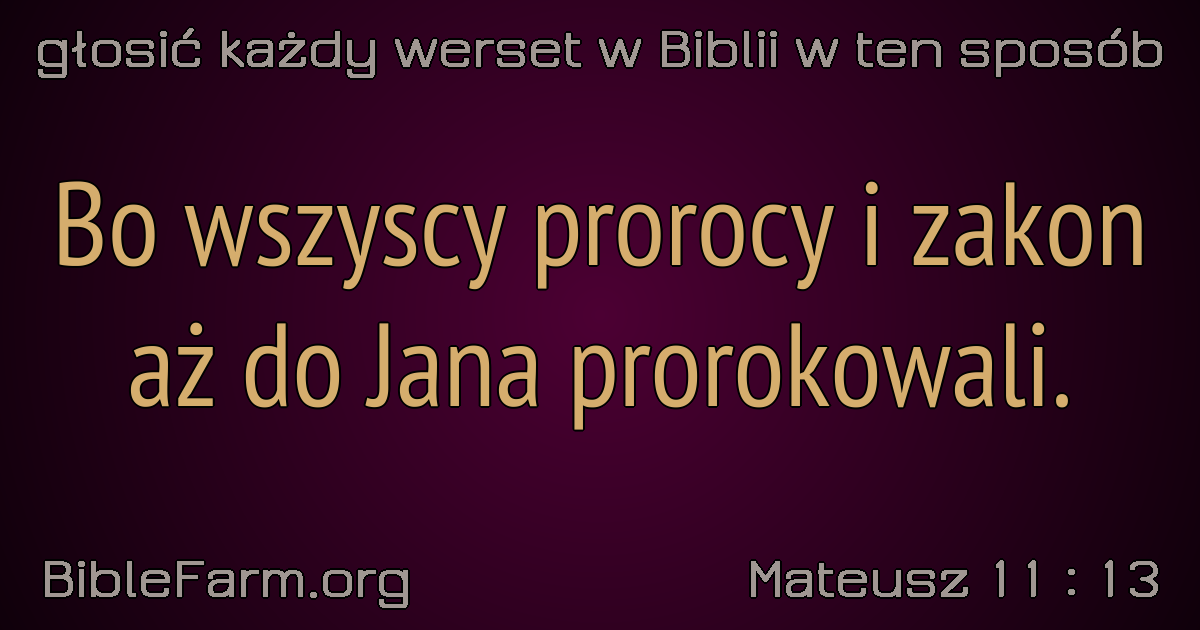 głosić każdy werset w Biblii w ten sposób
Bo wszyscy prorocy i zakon
aż do Jana prorokowali.
BibleFarm.org
Mateusz 11 : 13